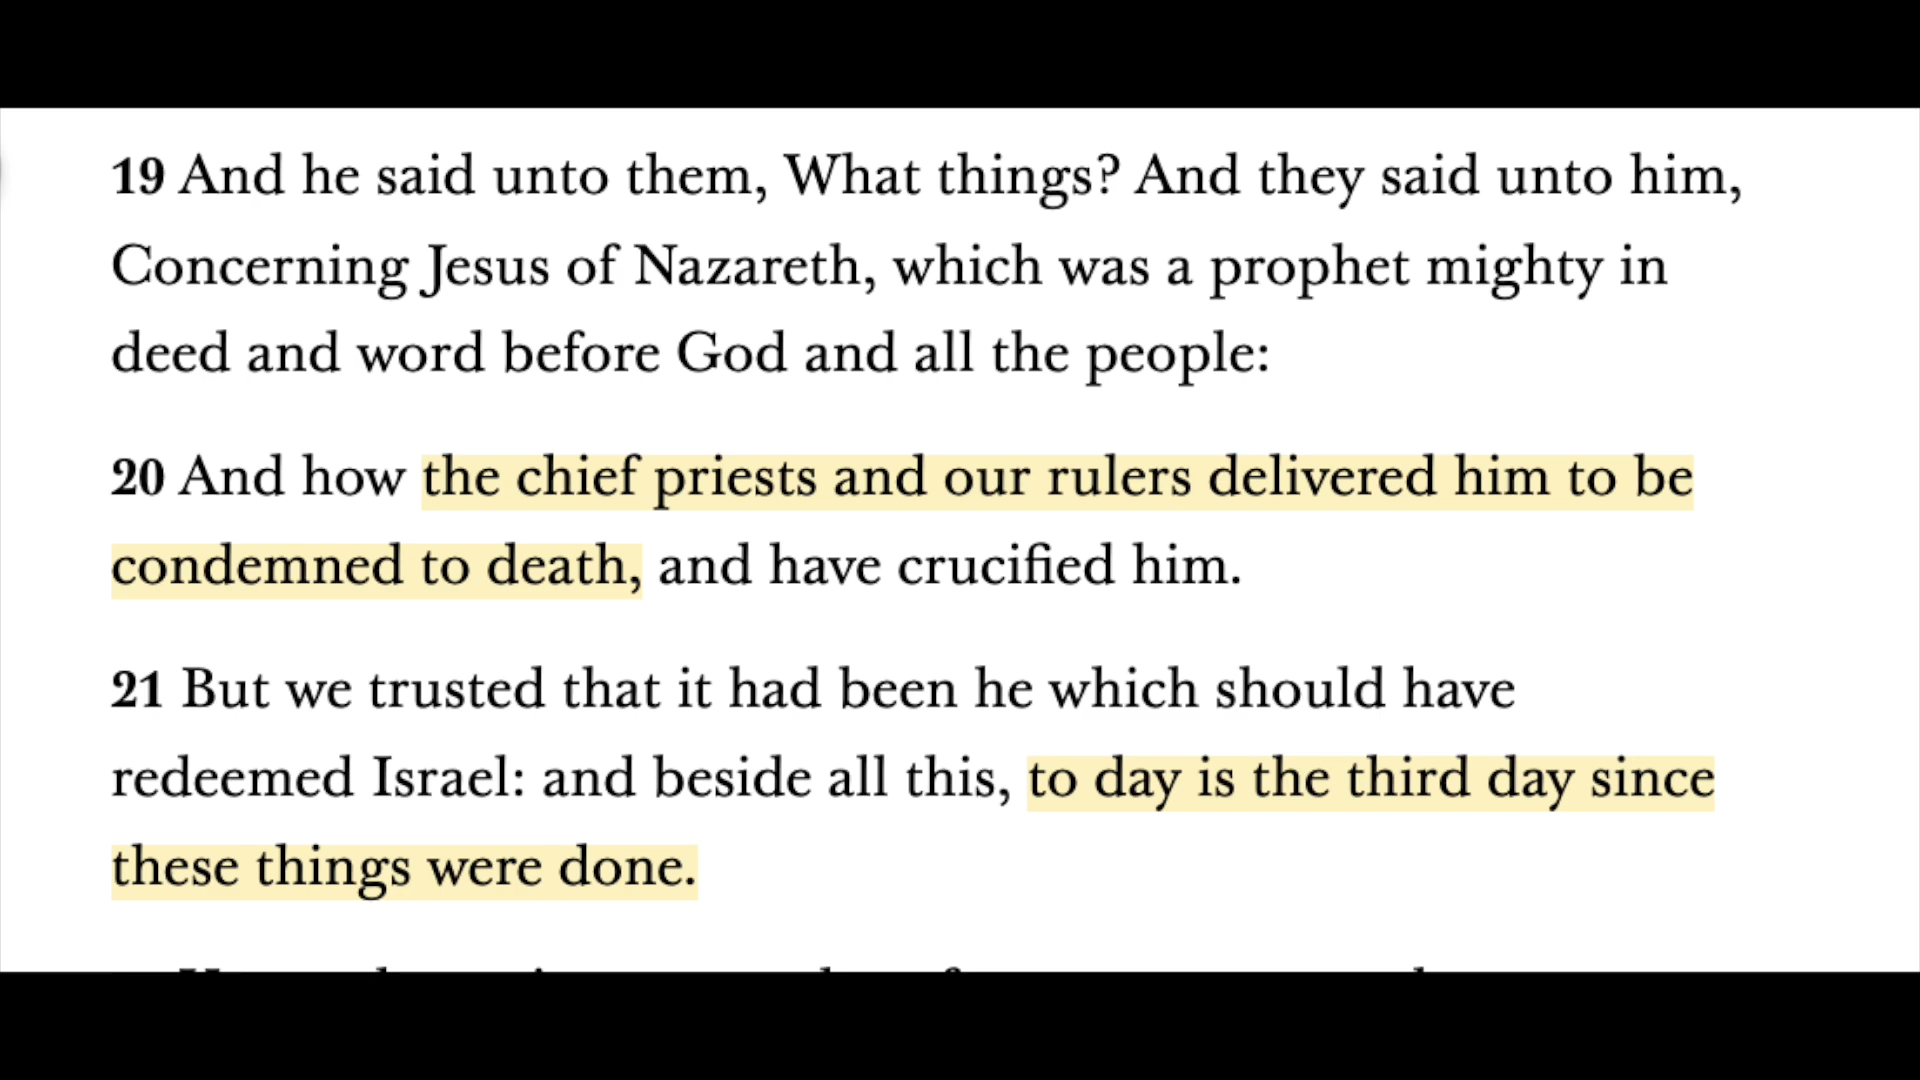 19 And he said unto them, What things? And they said unto him,
Concerning Jesus of Nazareth, which was a prophet mighty in
deed and word before God and all the people:
20 And how the chief priests and our rulers delivered him to be
condemned to death, and have crucified him.
21 But we trusted that it had been he which should have
redeemed Israel: and beside all this, to day is the third day since
these things were done.